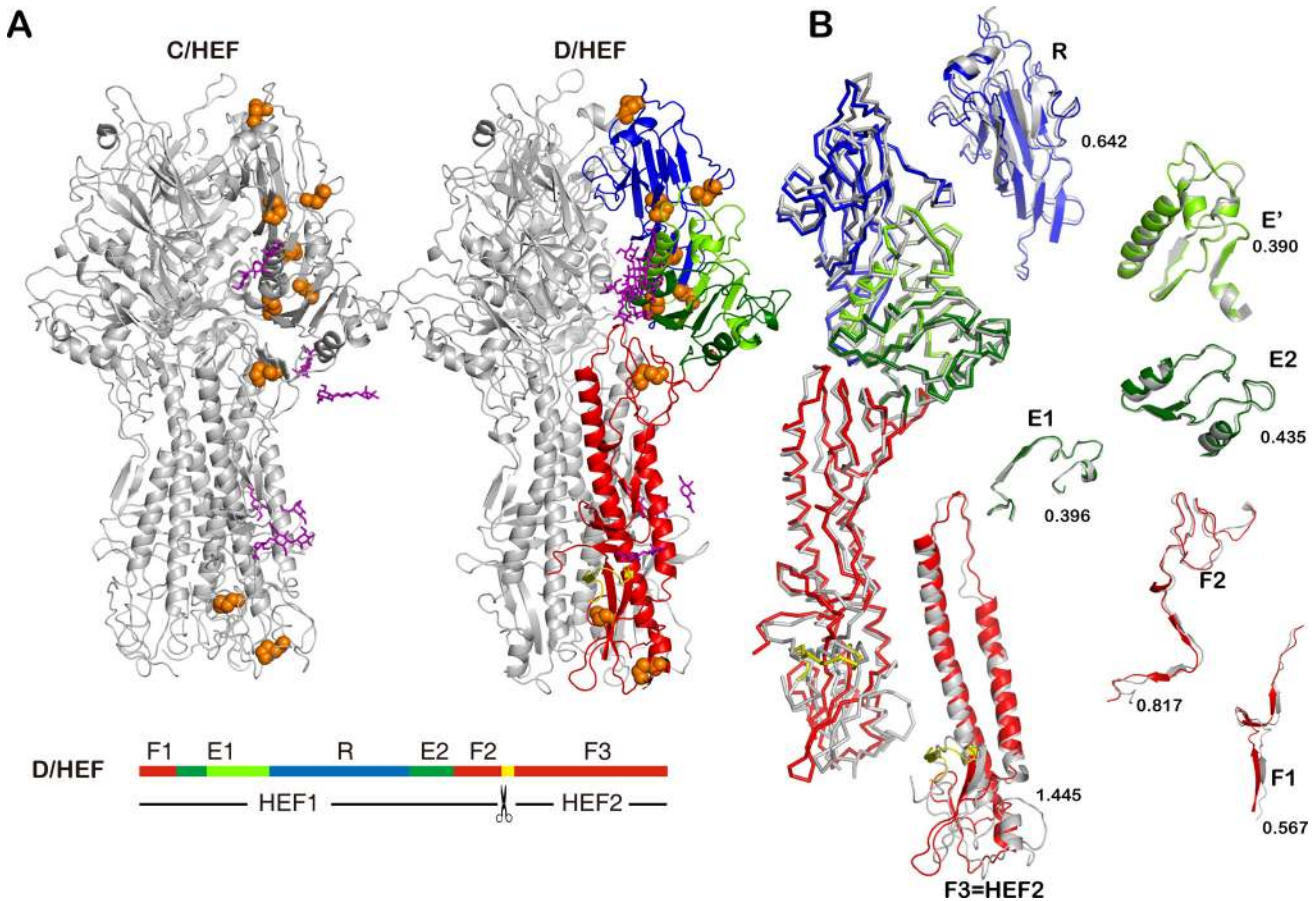 A
C/HEF
D/HEF
D/HEF
F1 E1 R E2 F2 F3
HEF1 HEF2
B
R
0.642
E'
0.390
E2
0.435
E1
0.396
F2
0.817
F1
0.567
1.445
F3=HEF2